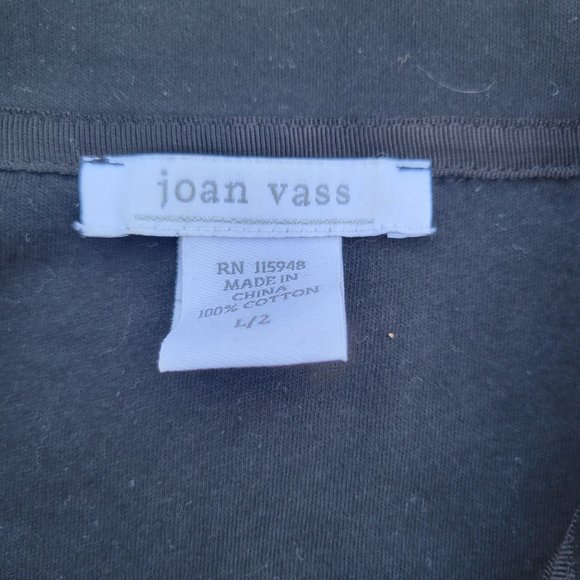 joan vass
RN 115948
MADE IN
CHINA
100% COTTON
L/2